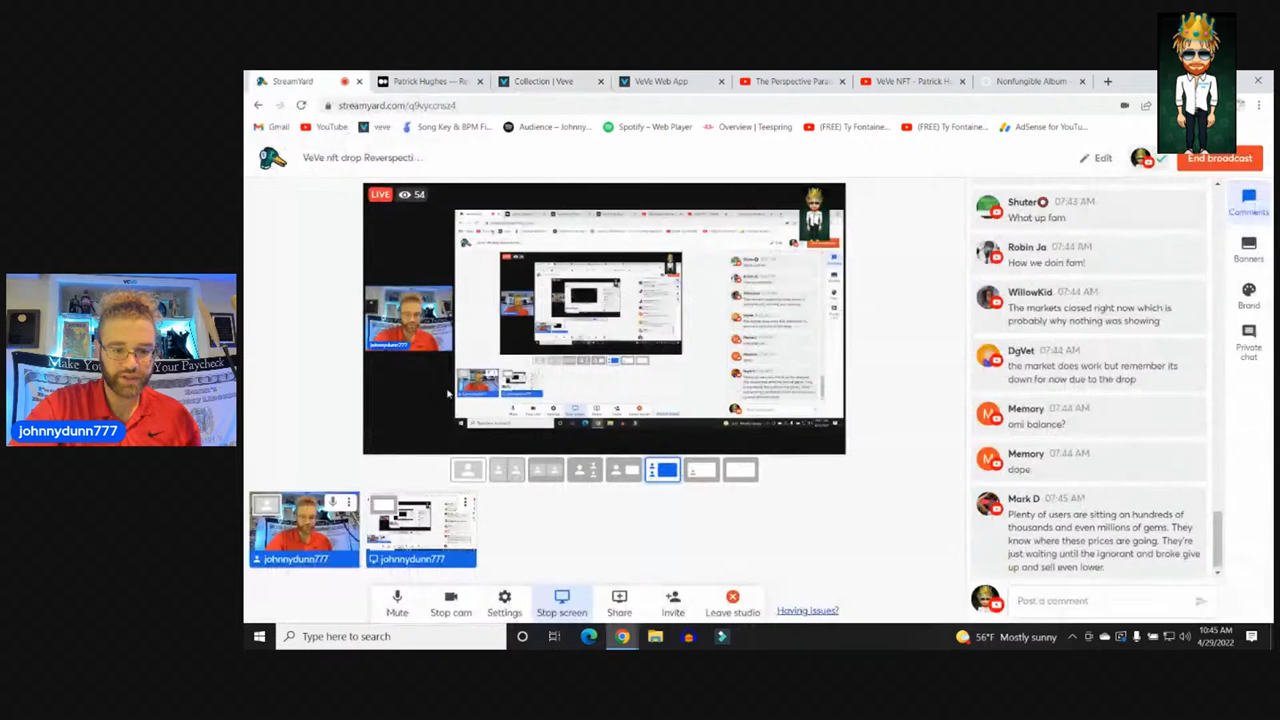 StreamYard
Patrick Hughes — Re
Collection | Veve
VeVe Web App
The Perspective Para
VeVe NFT - Patrick H
Nonfungible Album -
streamyard.com/q9vyccnsz4
Gmail
YouTube
veve
Song Key & BPM Fi...
Audience – Johnny...
Spotify – Web Player
Overview | Teespring
(FREE) Ty Fontaine...
(FREE) Ty Fontaine...
AdSense for YouTu...
VeVe nft drop Reverspecti...
Edit
End broadcast
LIVE 54
Shuter 07:43 AM
What up fam
Robin Ja 07:44 AM
How we doin fam!
WillowKid 07:44 AM
The markets closed right now which is
probably why nothing was showing
DgVet 07:44 AM
the market does work but remember its
down for now due to the drop
Memory 07:44 AM
omi balance?
Memory 07:44 AM
dope
Mark D 07:45 AM
Plenty of users are sitting on hundreds of
thousands and even millions of gems. They
know where these prices are going. They're
just waiting until the ignorant and broke give
up and sell even lower.
Post a comment
Comments
Banners
Brand
Private
chat
Make You
Your Paycheck
johnnydunn777
johnnydunn777
johnnydunn777
johnnydunn777
Mute
Stop cam
Settings
Stop screen
Share
Invite
Leave studio
Having issues?
Type here to search
56°F Mostly sunny
10:45 AM
4/29/2022